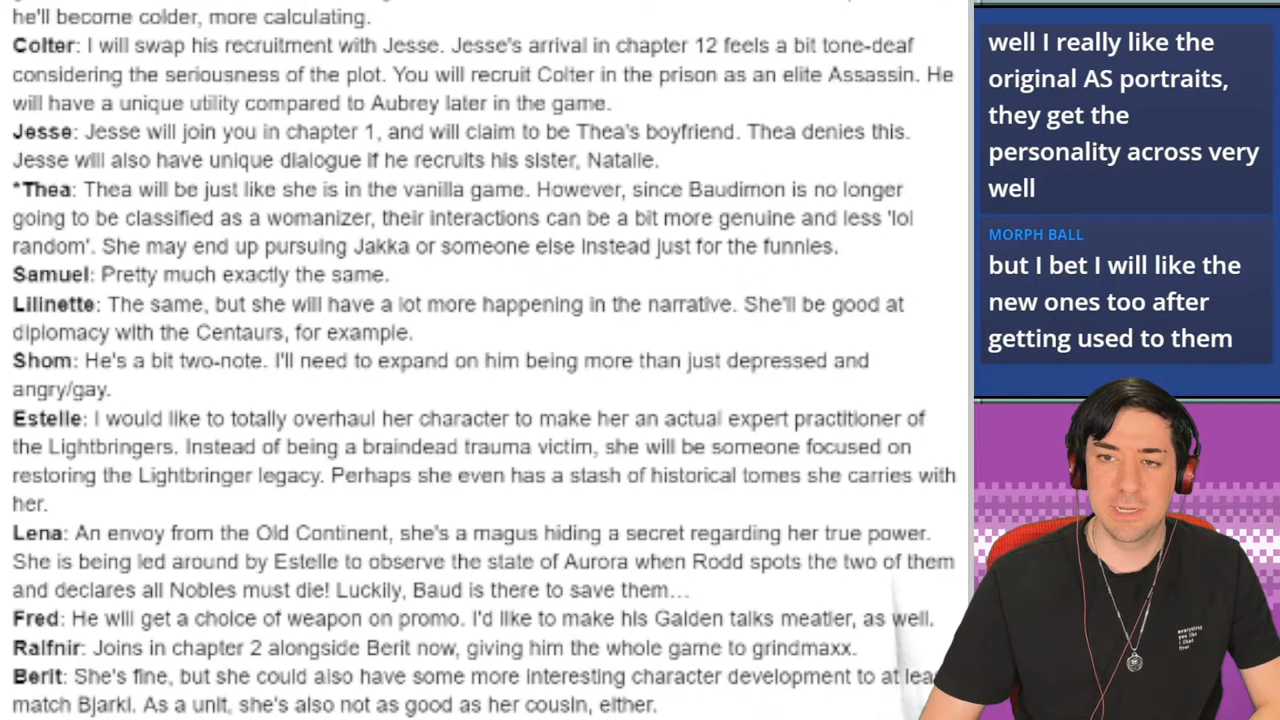 he'll become colder, more calculating.
Colter: I will swap his recruitment with Jesse. Jesse's arrival in chapter 12 feels a bit tone-deaf
considering the seriousness of the plot. You will recruit Colter in the prison as an elite Assassin. He
will have a unique utility compared to Aubrey later in the game.
Jesse: Jesse will join you in chapter 1, and will claim to be Thea's boyfriend. Thea denies this.
Jesse will also have unique dialogue if he recruits his sister, Natalie.
*Thea: Thea will be just like she is in the vanilla game. However, since Baudimon is no longer
going to be classified as a womanizer, their interactions can be a bit more genuine and less 'lol
random'. She may end up pursuing Jakka or someone else instead just for the funnies.
Samuel: Pretty much exactly the same.
Lilinette: The same, but she will have a lot more happening in the narrative. She'll be good at
diplomacy with the Centaurs, for example.
Shom: He's a bit two-note. I'll need to expand on him being more than just depressed and
angry/gay.
Estelle: I would like to totally overhaul her character to make her an actual expert practitioner of
the Lightbringers. Instead of being a braindead trauma victim, she will be someone focused on
restoring the Lightbringer legacy. Perhaps she even has a stash of historical tomes she carries with
her.
Lena: An envoy from the Old Continent, she's a magus hiding a secret regarding her true power.
She is being led around by Estelle to observe the state of Aurora when Rodd spots the two of them
and declares all Nobles must die! Luckily, Baud is there to save them...
Fred: He will get a choice of weapon on promo. I'd like to make his Galden talks meatier, as well.
Ralfnir: Joins in chapter 2 alongside Berit now, giving him the whole game to grindmaxx.
Berit: She's fine, but she could also have some more interesting character development to at lea
match Bjarki. As a unit, she's also not as good as her cousin, either.
well I really like the
original AS portraits,
they get the
personality across very
well
MORPH BALL
but I bet I will like the
new ones too after
getting used to them
everything
you like
I liked
first